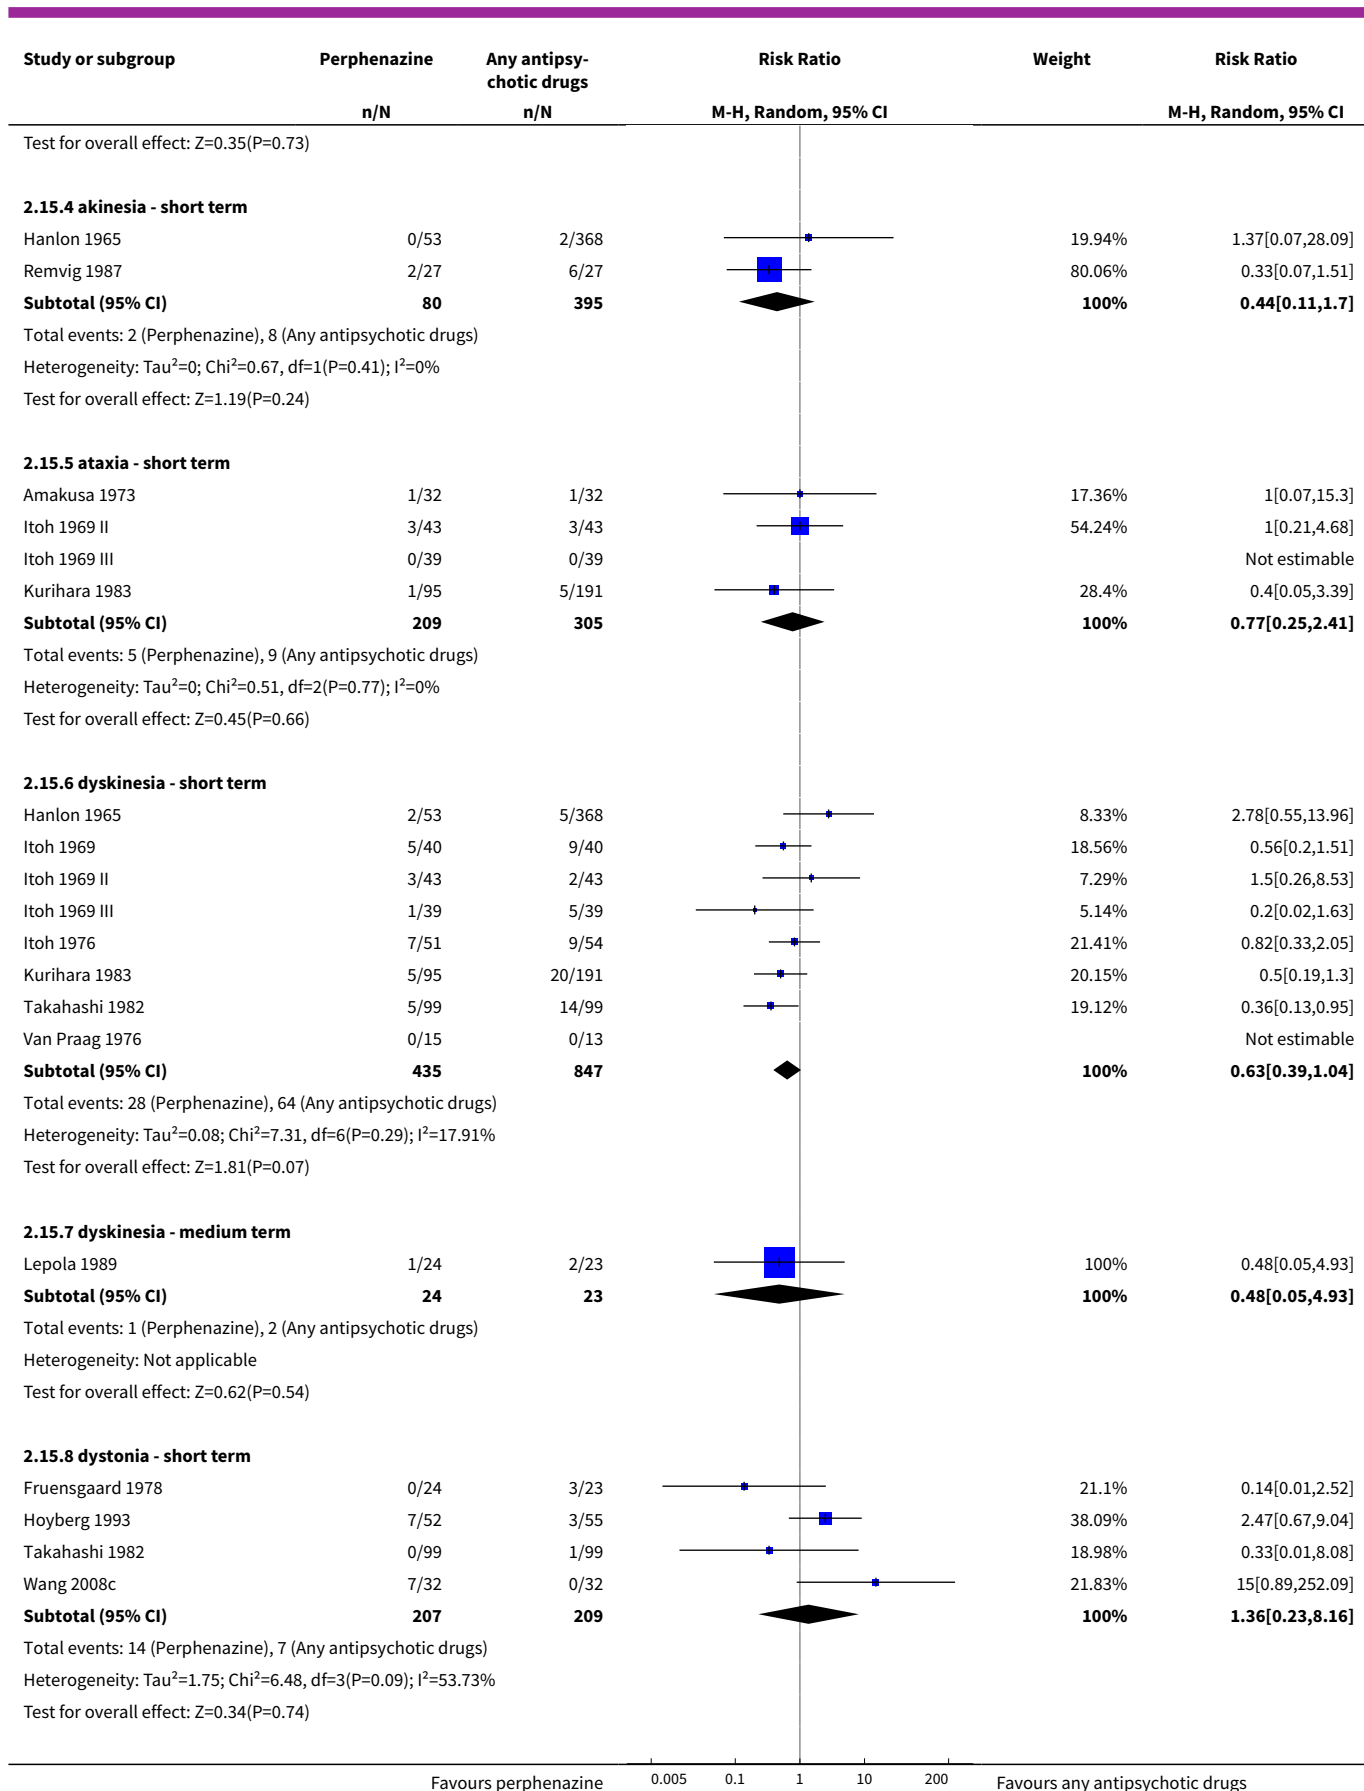 Study or subgroup Perphenazine Any antipsy- Risk Ratio Weight Risk Ratio
chotic drugs
n/N n/N M-H, Random, 95% CI M-H, Random, 95% CI
Test for overall effect: Z=0.35(P=0.73)
2.15.4 akinesia - short term
Hanlon 1965 0/53 2/368 19.94% 1.37[0.07,28.09]
Remvig 1987 2/27 6/27 80.06% 0.33[0.07,1.51]
Subtotal (95% CI) 80 395 100% 0.44[0.11,1.7]
Total events: 2 (Perphenazine), 8 (Any antipsychotic drugs)
Heterogeneity: Tau²=0; Chi²=0.67, df=1(P=0.41); I²=0%
Test for overall effect: Z=1.19(P=0.24)
2.15.5 ataxia - short term
Amakusa 1973 1/32 1/32 17.36% 1[0.07,15.3]
Itoh 1969 II 3/43 3/43 54.24% 1[0.21,4.68]
Itoh 1969 III 0/39 0/39 Not estimable
Kurihara 1983 1/95 5/191 28.4% 0.4[0.05,3.39]
Subtotal (95% CI) 209 305 100% 0.77[0.25,2.41]
Total events: 5 (Perphenazine), 9 (Any antipsychotic drugs)
Heterogeneity: Tau²=0; Chi²=0.51, df=2(P=0.77); I²=0%
Test for overall effect: Z=0.45(P=0.66)
2.15.6 dyskinesia - short term
Hanlon 1965 2/53 5/368 8.33% 2.78[0.55,13.96]
Itoh 1969 5/40 9/40 18.56% 0.56[0.2,1.51]
Itoh 1969 II 3/43 2/43 7.29% 1.5[0.26,8.53]
Itoh 1969 III 1/39 5/39 5.14% 0.2[0.02,1.63]
Itoh 1976 7/51 9/54 21.41% 0.82[0.33,2.05]
Kurihara 1983 5/95 20/191 20.15% 0.5[0.19,1.3]
Takahashi 1982 5/99 14/99 19.12% 0.36[0.13,0.95]
Van Praag 1976 0/15 0/13 Not estimable
Subtotal (95% CI) 435 847 100% 0.63[0.39,1.04]
Total events: 28 (Perphenazine), 64 (Any antipsychotic drugs)
Heterogeneity: Tau²=0.08; Chi²=7.31, df=6(P=0.29); I²=17.91%
Test for overall effect: Z=1.81(P=0.07)
2.15.7 dyskinesia - medium term
Lepola 1989 1/24 2/23 100% 0.48[0.05,4.93]
Subtotal (95% CI) 24 23 100% 0.48[0.05,4.93]
Total events: 1 (Perphenazine), 2 (Any antipsychotic drugs)
Heterogeneity: Not applicable
Test for overall effect: Z=0.62(P=0.54)
2.15.8 dystonia - short term
Fruensgaard 1978 0/24 3/23 21.1% 0.14[0.01,2.52]
Hoyberg 1993 7/52 3/55 38.09% 2.47[0.67,9.04]
Takahashi 1982 0/99 1/99 18.98% 0.33[0.01,8.08]
Wang 2008c 7/32 0/32 21.83% 15[0.89,252.09]
Subtotal (95% CI) 207 209 100% 1.36[0.23,8.16]
Total events: 14 (Perphenazine), 7 (Any antipsychotic drugs)
Heterogeneity: Tau²=1.75; Chi²=6.48, df=3(P=0.09); I²=53.73%
Test for overall effect: Z=0.34(P=0.74)
Favours perphenazine 0.005 0.1 1 10 200 Favours any antipsychotic drugs